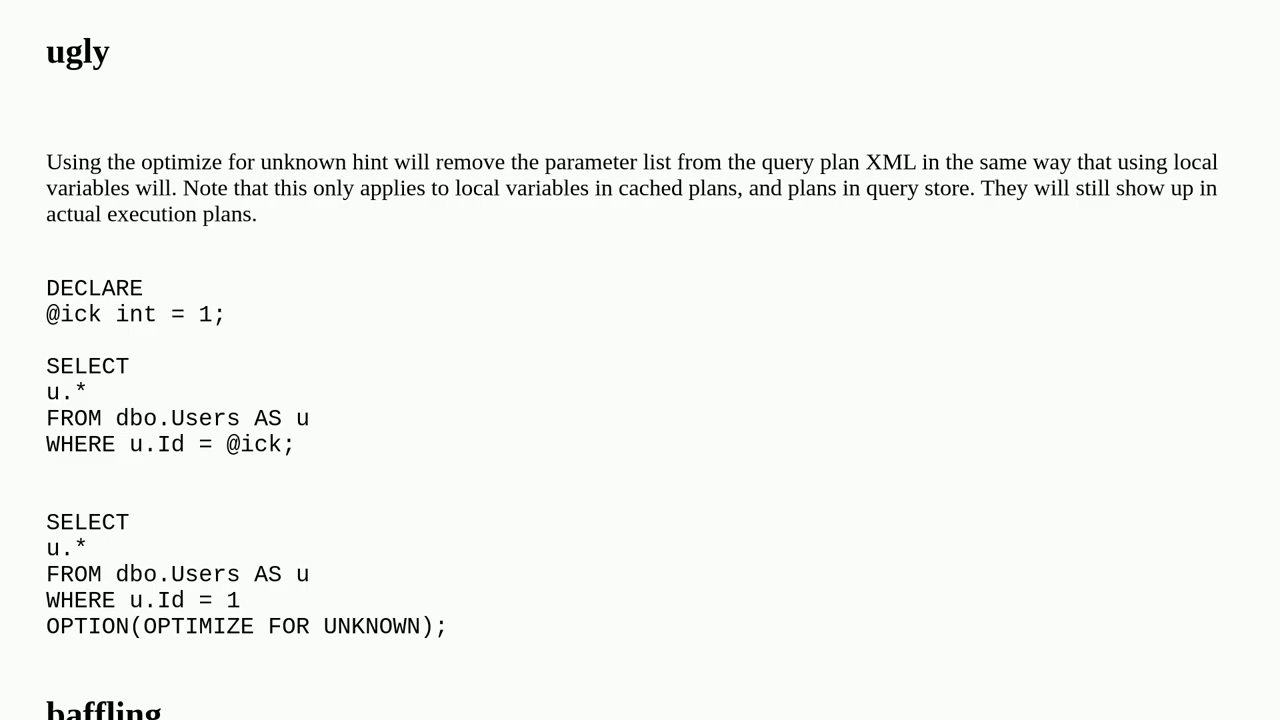 ugly
Using the optimize for unknown hint will remove the parameter list from the query plan XML in the same way that using local
variables will. Note that this only applies to local variables in cached plans, and plans in query store. They will still show up in
actual execution plans.
DECLARE
@ick int = 1;
SELECT
u.*
FROM dbo.Users AS u
WHERE u.Id = @ick;
SELECT
u.*
FROM dbo.Users AS u
WHERE u.Id = 1
OPTION(OPTIMIZE FOR UNKNOWN);
baffling